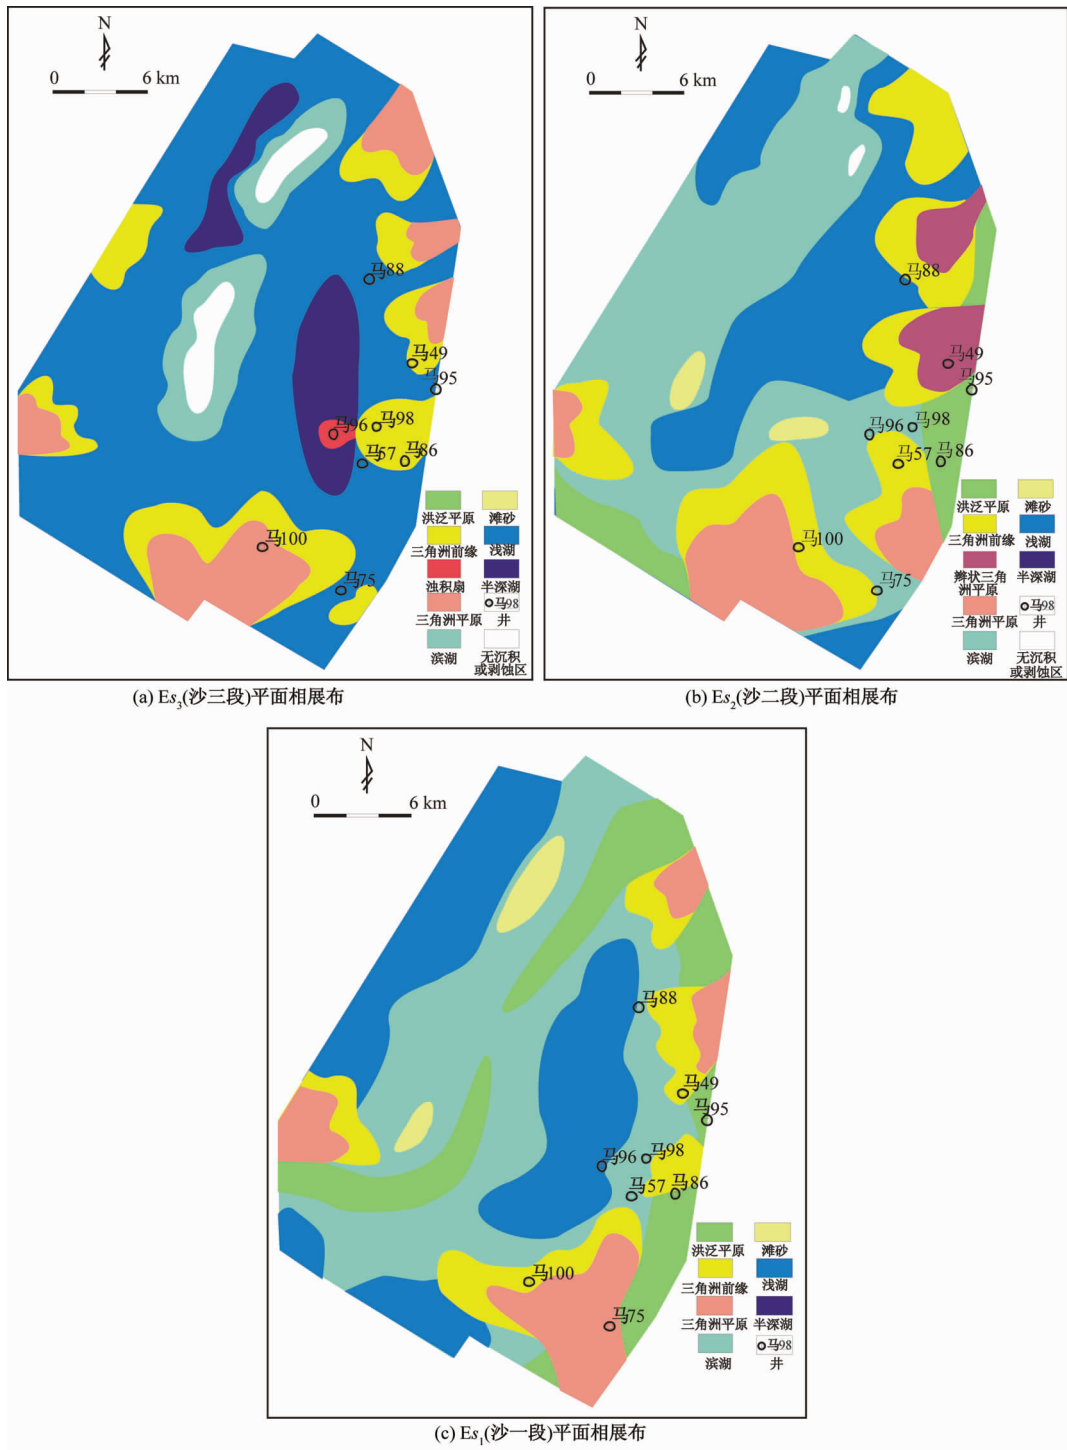 N
0 6 km
马88
马49
马95
马98
马96
马57
马86
马100
马75
洪泛平原 滩砂
三角洲前缘 浅湖
浊积扇 半深湖
马98
三角洲平原 井
滨湖 无沉积
或剥蚀区
(a) Es₃(沙三段)平面相展布
N
0 6 km
马88
马49
马95
马98
马96
马57
马86
马100
马75
洪泛平原 滩砂
三角洲前缘 浅湖
辫状三角 半深湖
洲平原
马98
三角洲平原 井
滨湖 无沉积
或剥蚀区
(b) Es₂(沙二段)平面相展布
N
0 6 km
马88
马49
马95
马98
马96
马57
马86
马100
马75
洪泛平原 滩砂
三角洲前缘 浅湖
三角洲平原 半深湖
马98
滨湖 井
(c) Es₁(沙一段)平面相展布